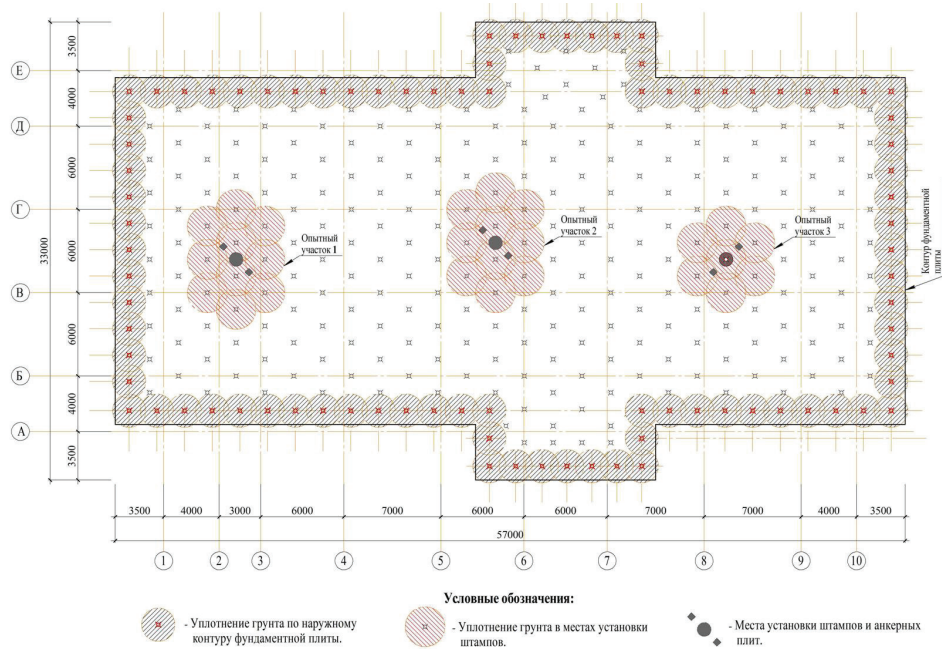 3500
Е
4000
Д
6000
Г
Опытный
участок 1
Опытный
участок 2
Опытный
участок 3
Контур фундаментной
плиты
33000
6000
В
6000
Б
4000
А
3500
3500 4000 3000 6000 7000 6000 6000 7000 7000 4000 3500
57000
1 2 3 4 5 6 7 8 9 10
Условные обозначения:
- Уплотнение грунта по наружному
контуру фундаментной плиты.
- Уплотнение грунта в местах установки
штампов.
- Места установки штампов и анкерных
плит.